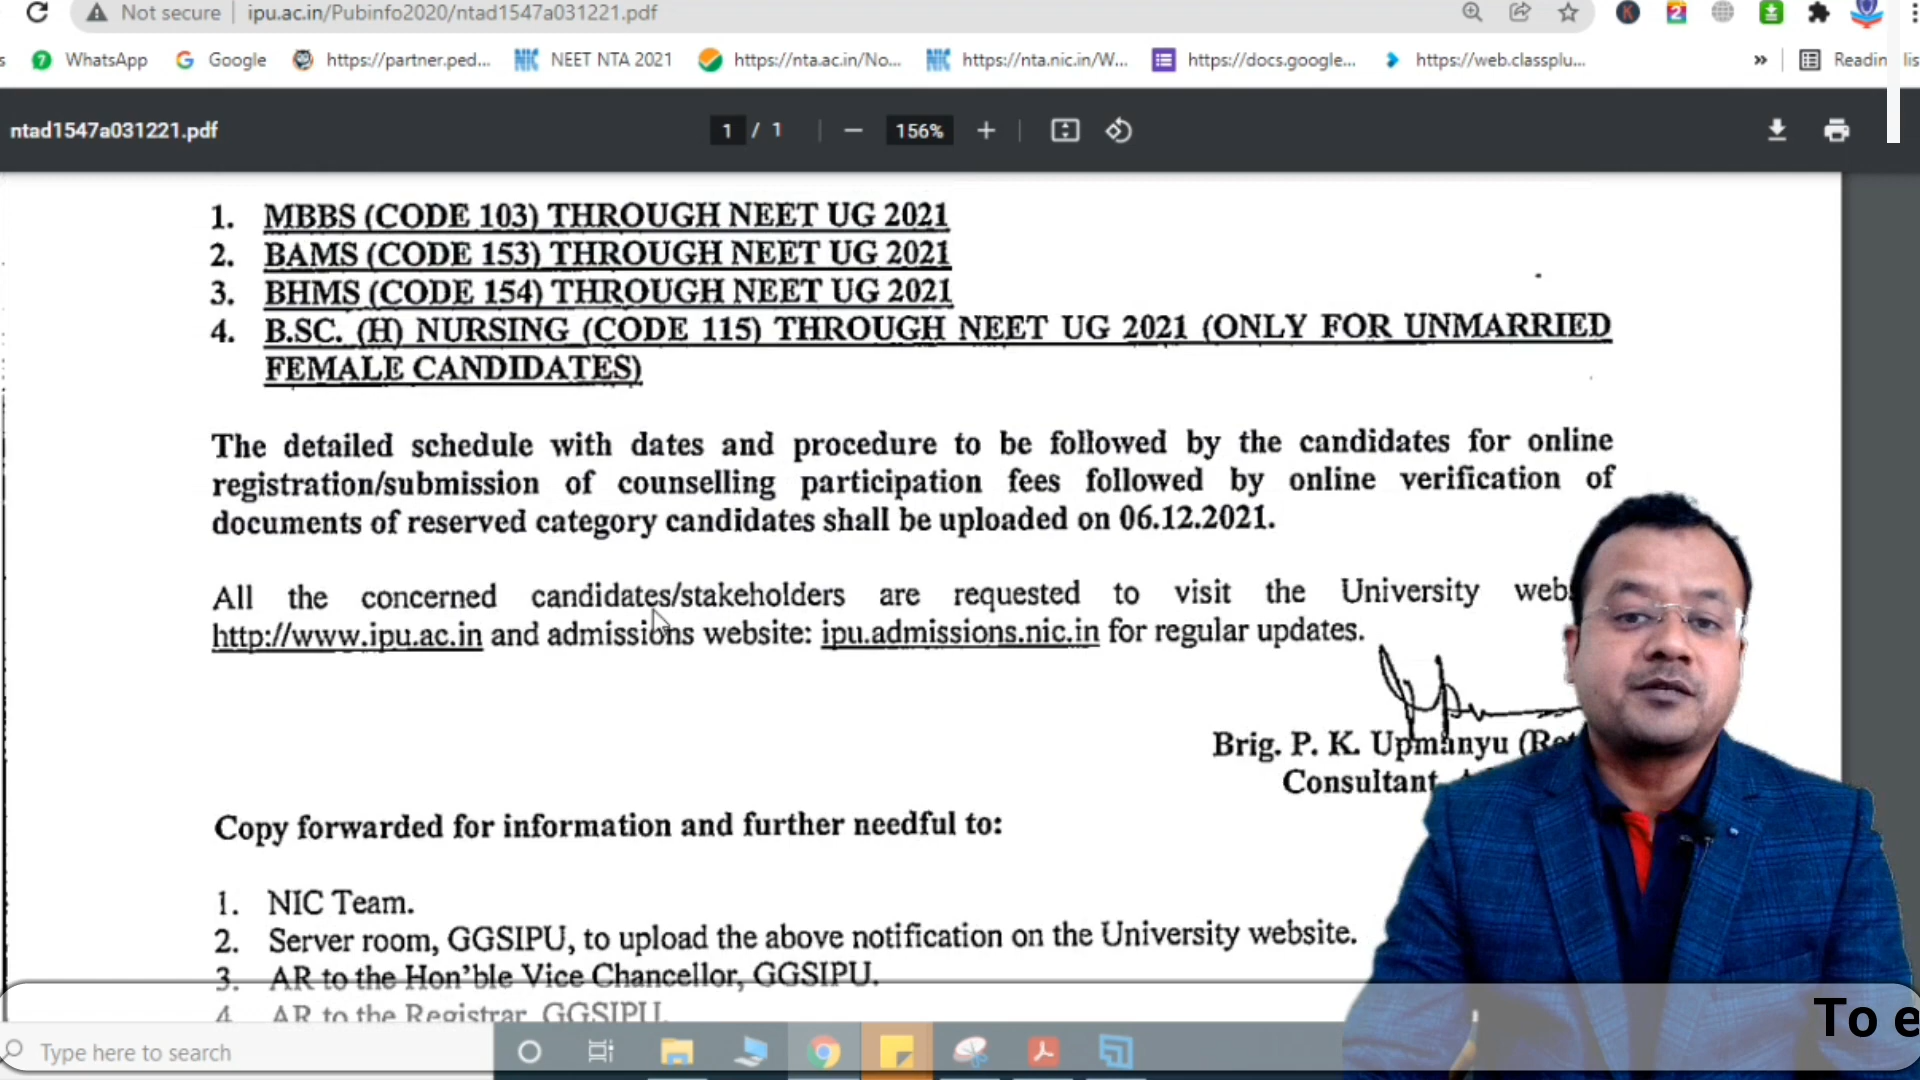 Not secure ipu.ac.in/Pubinfo2020/ntad1547a031221.pdf
WhatsApp Google https://partner.ped... NEET NTA 2021 https://nta.ac.in/No... https://nta.nic.in/W... https://docs.google... https://web.classplu... »
ntad1547a031221.pdf 1 / 1 156%
1. MBBS (CODE 103) THROUGH NEET UG 2021
2. BAMS (CODE 153) THROUGH NEET UG 2021
3. BHMS (CODE 154) THROUGH NEET UG 2021
4. B.SC. (H) NURSING (CODE 115) THROUGH NEET UG 2021 (ONLY FOR UNMARRIED
FEMALE CANDIDATES)
The detailed schedule with dates and procedure to be followed by the candidates for online
registration/submission of counselling participation fees followed by online verification of
documents of reserved category candidates shall be uploaded on 06.12.2021.
All the concerned candidates/stakeholders are requested to visit the University
http://www.ipu.ac.in and admissions website: ipu.admissions.nic.in for regular updates.
Brig. P. K. Upmanyu
Consultant
Copy forwarded for information and further needful to:
1. NIC Team.
2. Server room, GGSIPU, to upload the above notification on the University website.
3. AR to the Hon'ble Vice Chancellor, GGSIPU.
4. AR to the Registrar, GGSIPU.
To
Type here to search